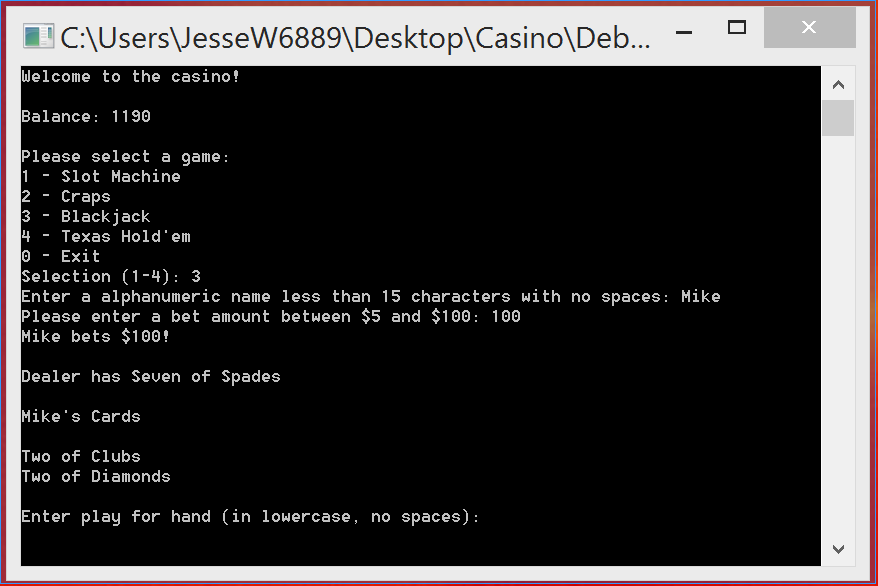 C:\Users\JesseW6889\Desktop\Casino\Deb...
Welcome to the casino!
Balance: 1190
Please select a game:
1 - Slot Machine
2 - Craps
3 - Blackjack
4 - Texas Hold'em
0 - Exit
Selection (1-4): 3
Enter a alphanumeric name less than 15 characters with no spaces: Mike
Please enter a bet amount between $5 and $100: 100
Mike bets $100!
Dealer has Seven of Spades
Mike's Cards
Two of Clubs
Two of Diamonds
Enter play for hand (in lowercase, no spaces):